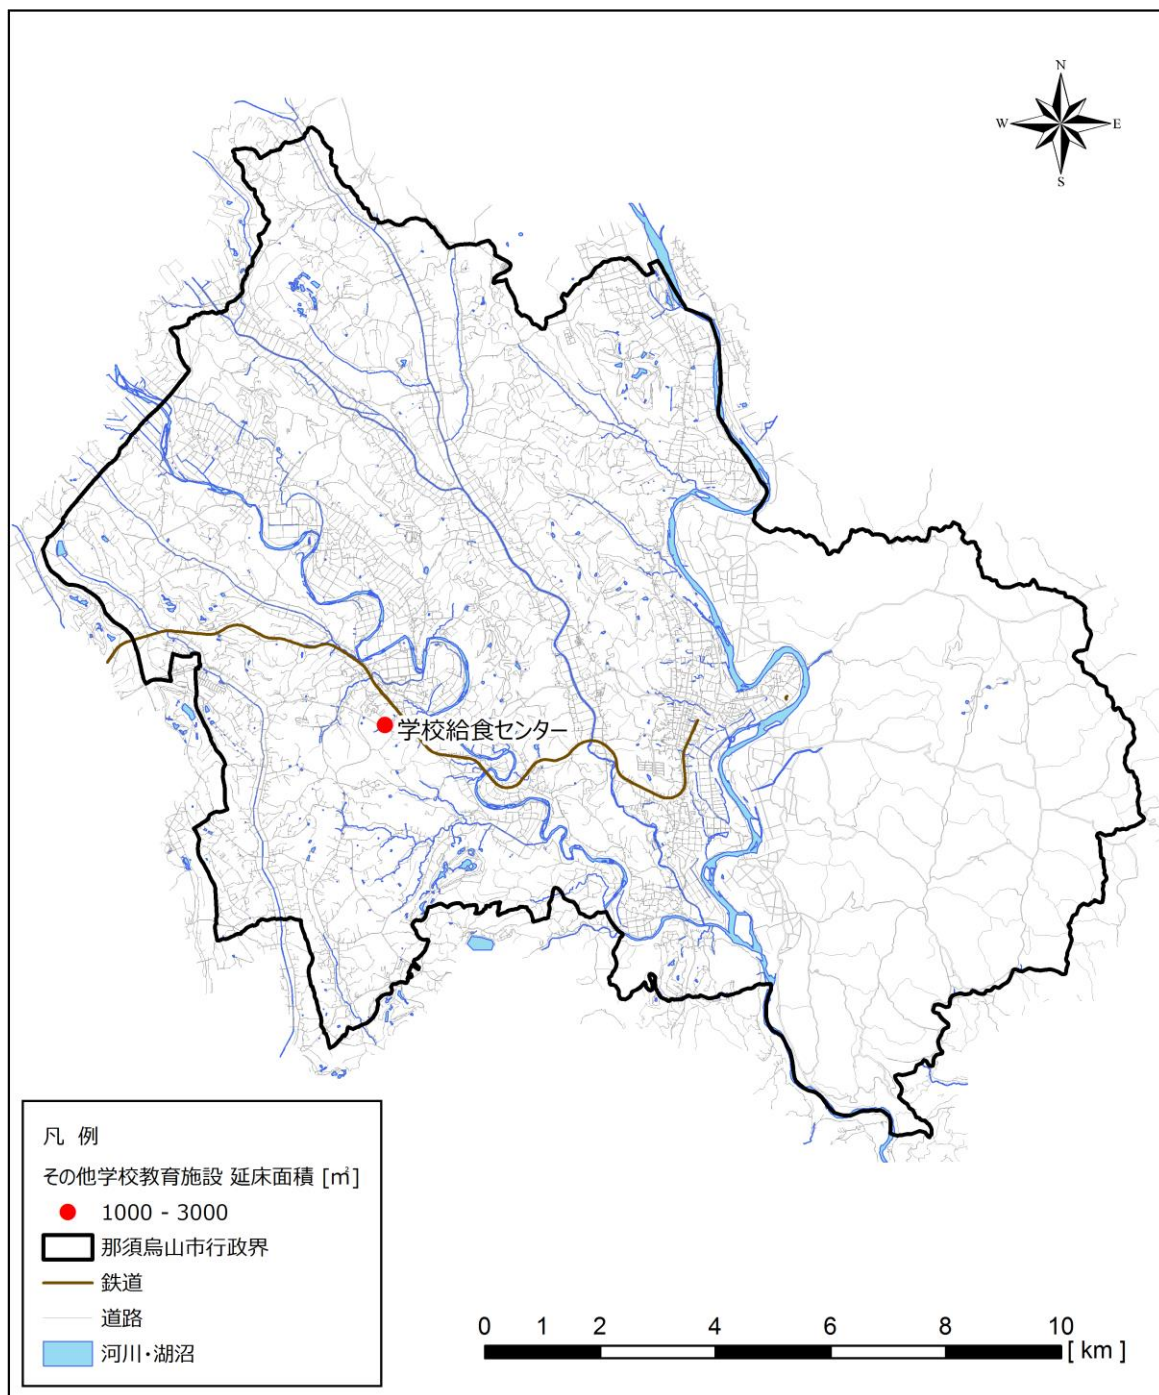 N
W E
S
学校給食センター
凡 例
その他学校教育施設 延床面積 [㎡]
1000 - 3000
那須烏山市行政界
鉄道
道路
河川・湖沼
0 1 2 4 6 8 10
[ km ]